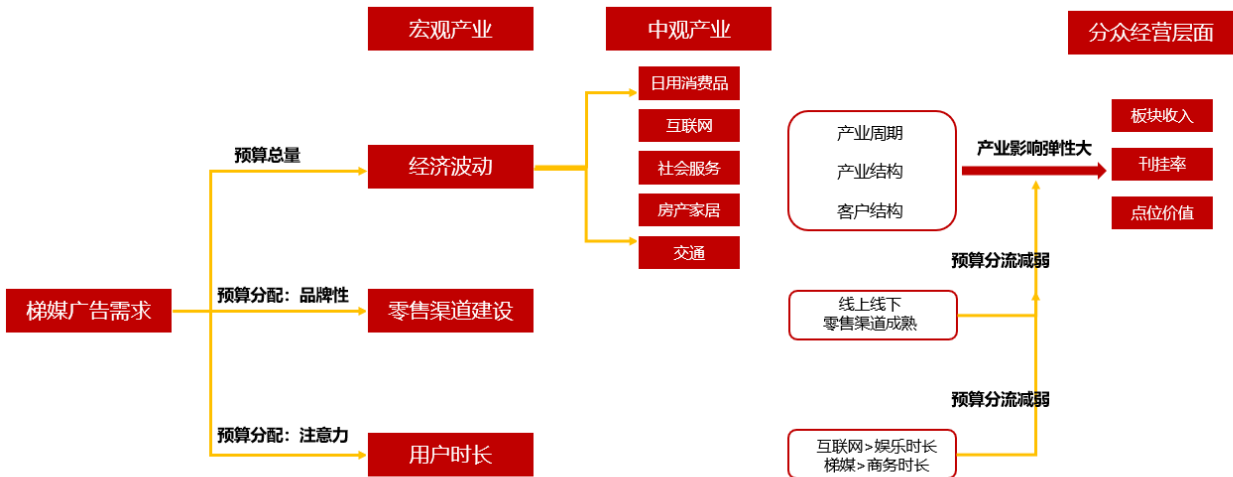 宏观产业
中观产业
分众经营层面
日用消费品
互联网
社会服务
房产家居
交通
预算总量
经济波动
产业周期
产业结构
客户结构
产业影响弹性大
板块收入
刊挂率
点位价值
预算分流减弱
梯媒广告需求
预算分配：品牌性
零售渠道建设
线上线下
零售渠道成熟
预算分流减弱
预算分配：注意力
用户时长
互联网>娱乐时长
梯媒>商务时长